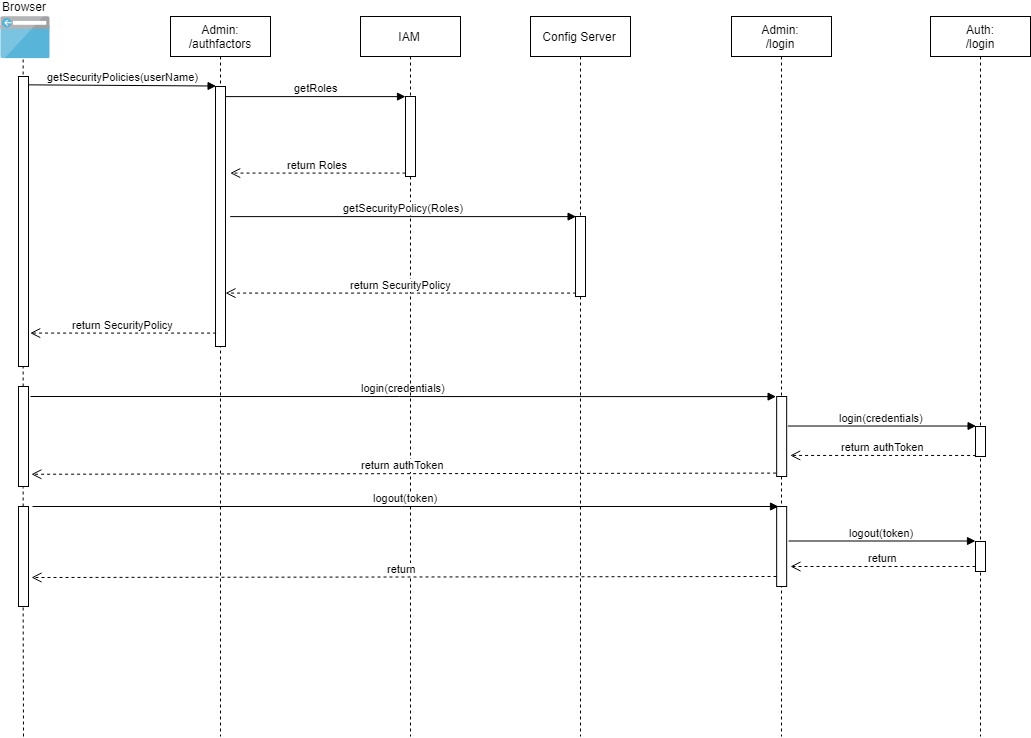 Browser
Admin:
/authfactors
IAM
Config Server
Admin:
/login
Auth:
/login
getSecurityPolicies(userName)
getRoles
return Roles
getSecurityPolicy(Roles)
return SecurityPolicy
return SecurityPolicy
login(credentials)
login(credentials)
return authToken
return authToken
logout(token)
logout(token)
return
return